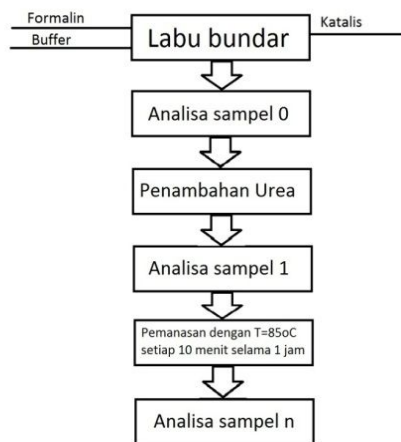 Formalin
Buffer
Labu bundar
Katalis
Analisa sampel 0
Penambahan Urea
Analisa sampel 1
Pemanasan dengan T=85oC
setiap 10 menit selama 1 jam
Analisa sampel n